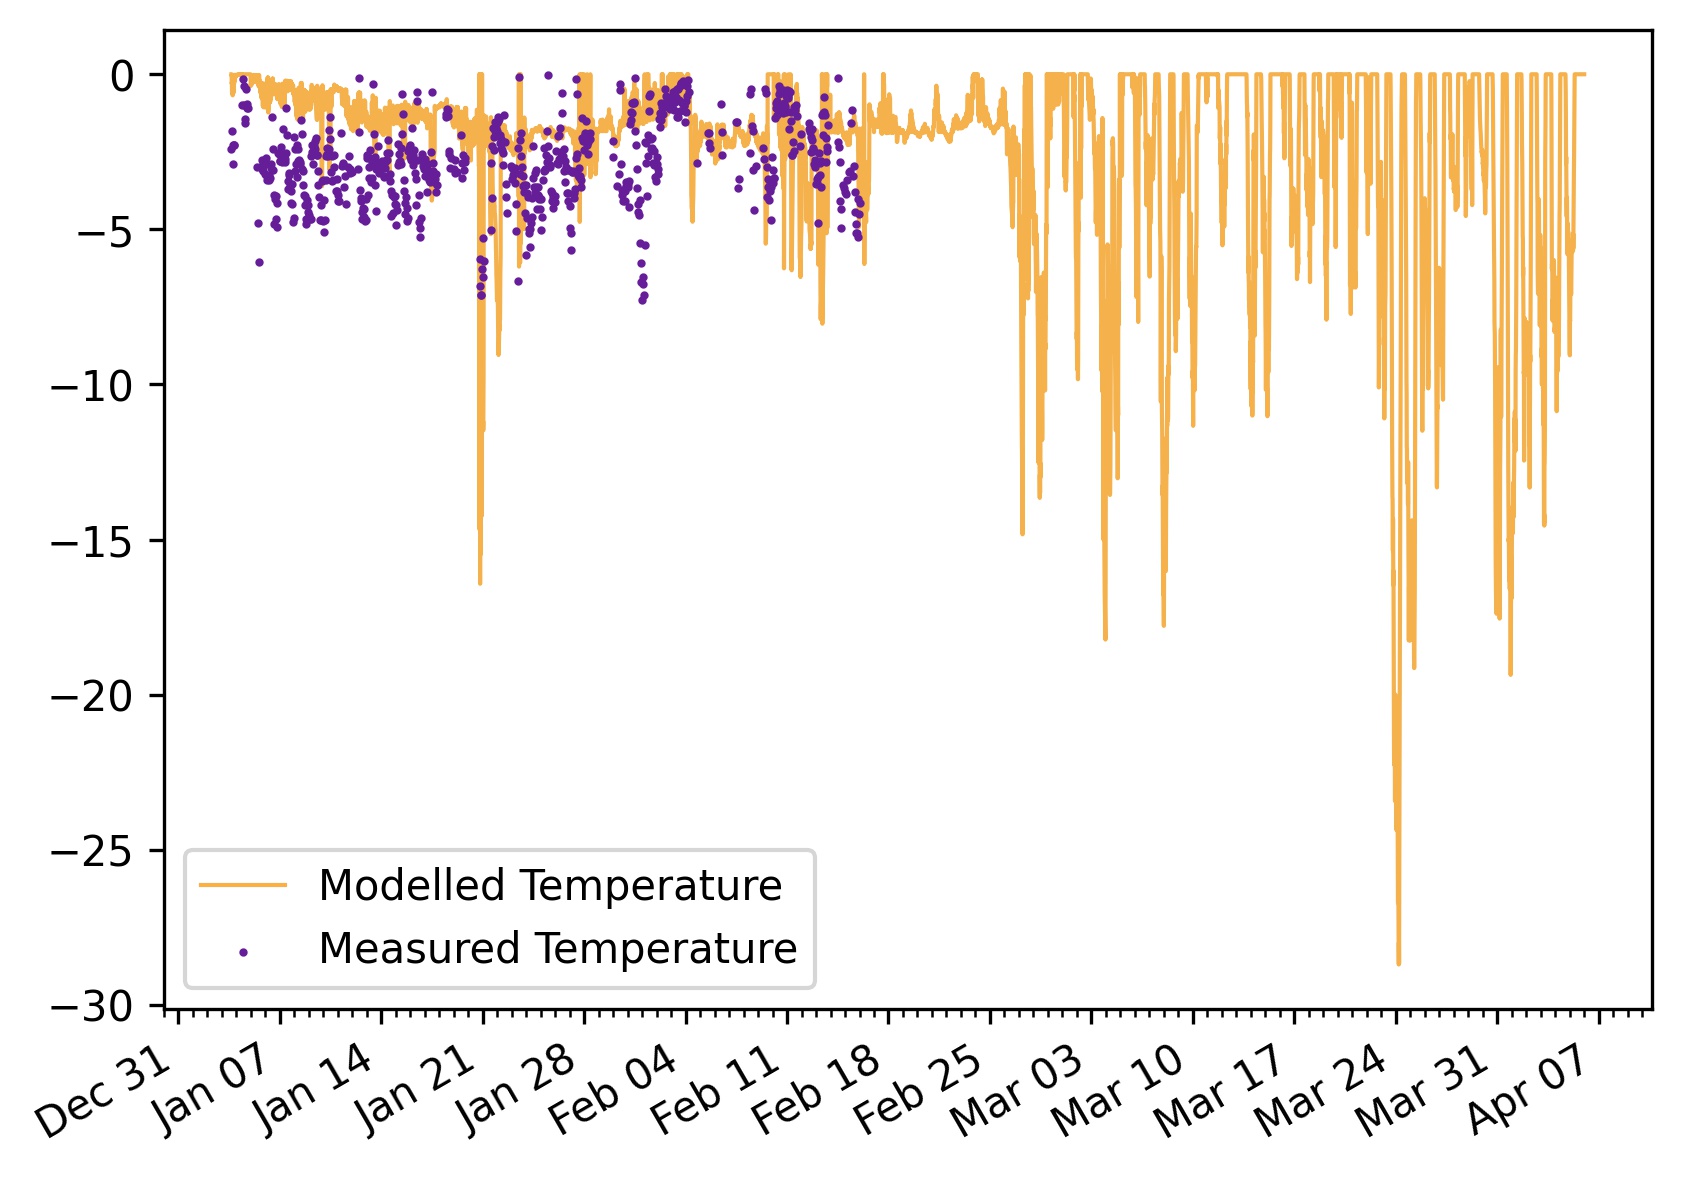 0
−5
−10
−15
−20
−25
−30
Modelled Temperature
Measured Temperature
Dec 31
Jan 07
Jan 14
Jan 21
Jan 28
Feb 04
Feb 11
Feb 18
Feb 25
Mar 03
Mar 10
Mar 17
Mar 24
Mar 31
Apr 07